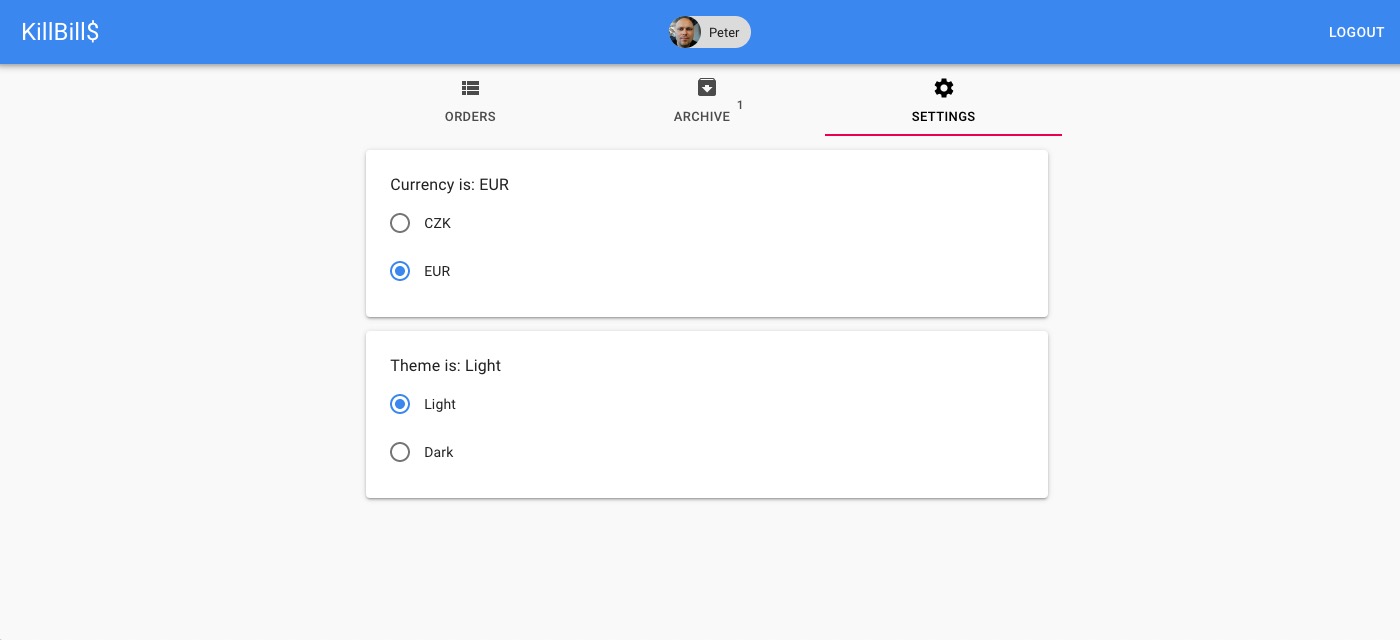 KillBill$
Peter
LOGOUT
ORDERS
ARCHIVE 1
SETTINGS
Currency is: EUR
CZK
EUR
Theme is: Light
Light
Dark